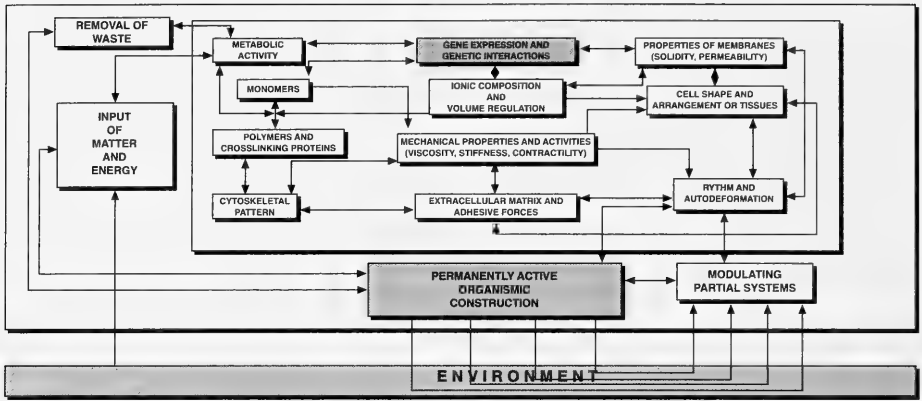 REMOVAL OF
WASTE
METABOLIC
ACTIVITY
GENE EXPRESSION AND
GENETIC INTERACTIONS
PROPERTIES OF MEMBRANES
(SOLIDITY, PERMEABILITY)
MONOMERS
IONIC COMPOSITION
AND
VOLUME REGULATION
CELL SHAPE AND
ARRANGEMENT OR TISSUES
INPUT
OF
MATTER
AND
ENERGY
POLYMERS AND
CROSSLINKING PROTEINS
MECHANICAL PROPERTIES AND ACTIVITIES
(VISCOSITY, STIFFNESS, CONTRACTILITY)
CYTOSKELETAL
PATTERN
EXTRACELLULAR MATRIX AND
ADHESIVE FORCES
RYTHM AND
AUTODEFORMATION
PERMANENTLY ACTIVE
ORGANISMIC
CONSTRUCTION
MODULATING
PARTIAL SYSTEMS
ENVIRONMENT